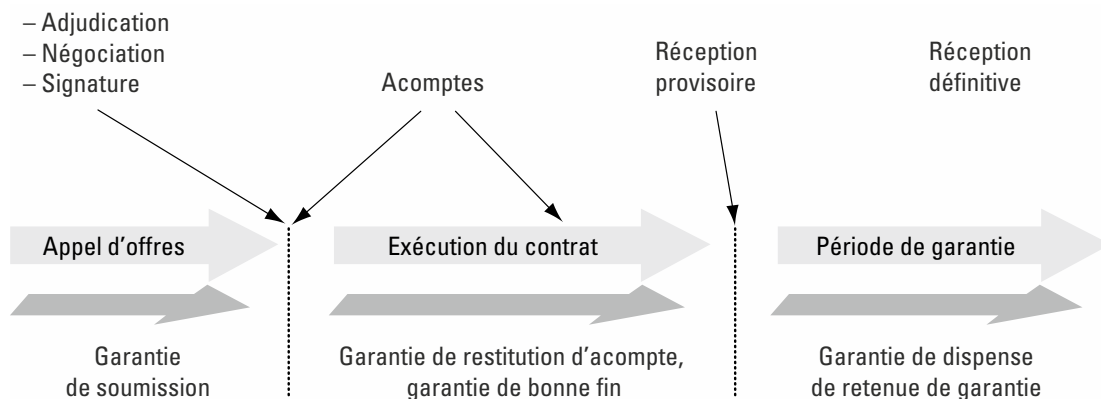 – Adjudication
– Négociation
– Signature
Acomptes
Réception
provisoire
Réception
définitive
Appel d'offres
Exécution du contrat
Période de garantie
Garantie
de soumission
Garantie de restitution d'acompte,
garantie de bonne fin
Garantie de dispense
de retenue de garantie